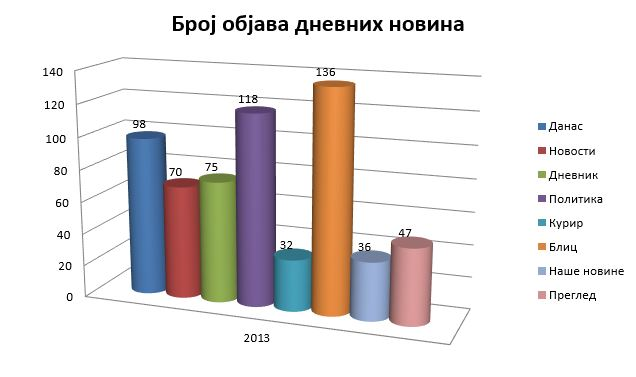 Број објава дневних новина
140
120
100
80
60
40
20
0
98
70
75
118
32
136
36
47
2013
Данас
Новости
Дневник
Политика
Курир
Блиц
Наше новине
Преглед